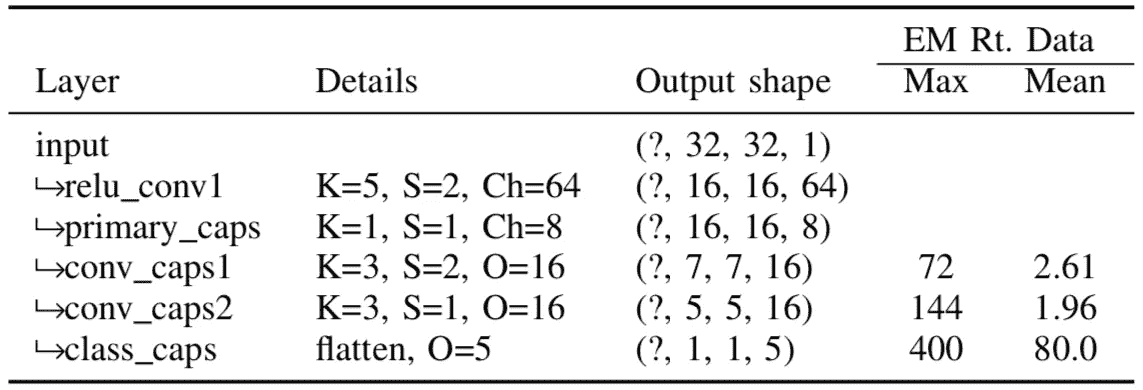 EM Rt. Data
Layer Details Output shape Max Mean
input (?, 32, 32, 1)
↪relu_conv1 K=5, S=2, Ch=64 (?, 16, 16, 64)
↪primary_caps K=1, S=1, Ch=8 (?, 16, 16, 8)
↪conv_caps1 K=3, S=2, O=16 (?, 7, 7, 16) 72 2.61
↪conv_caps2 K=3, S=1, O=16 (?, 5, 5, 16) 144 1.96
↪class_caps flatten, O=5 (?, 1, 1, 5) 400 80.0